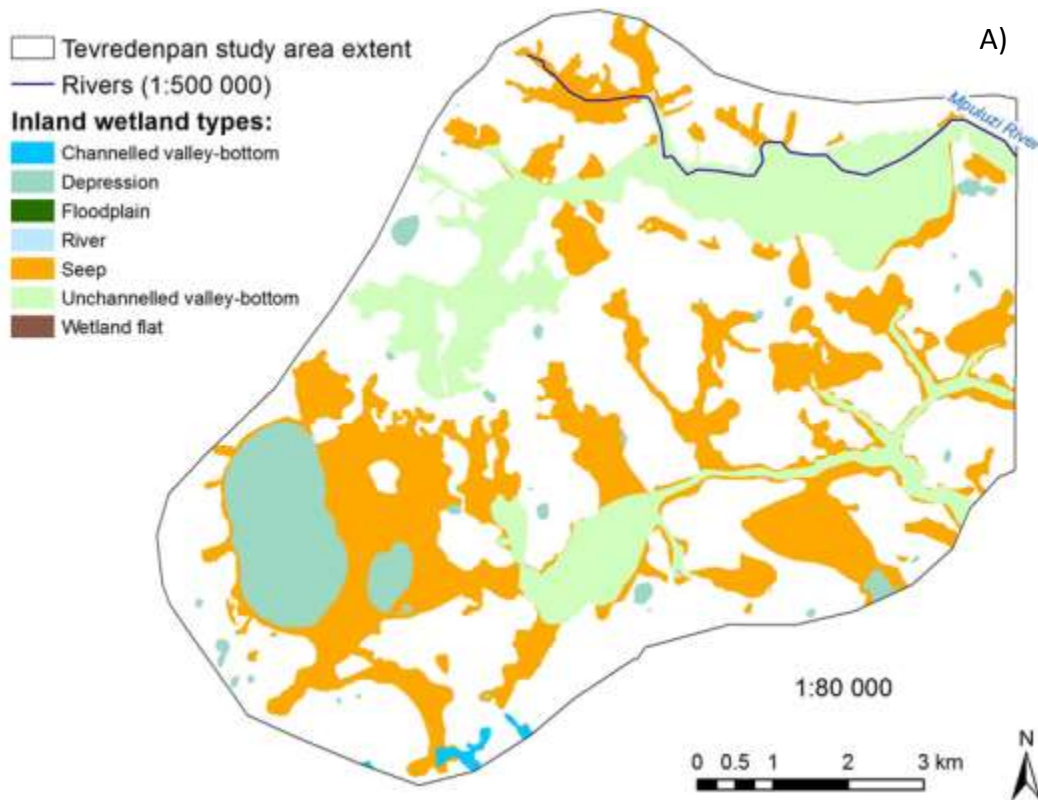 A)
Tevredenpan study area extent
Rivers (1:500 000)
Inland wetland types:
Channelled valley-bottom
Depression
Floodplain
River
Seep
Unchannelled valley-bottom
Wetland flat
Mpuluzi River
1:80 000
0 0.5 1 2 3 km
N